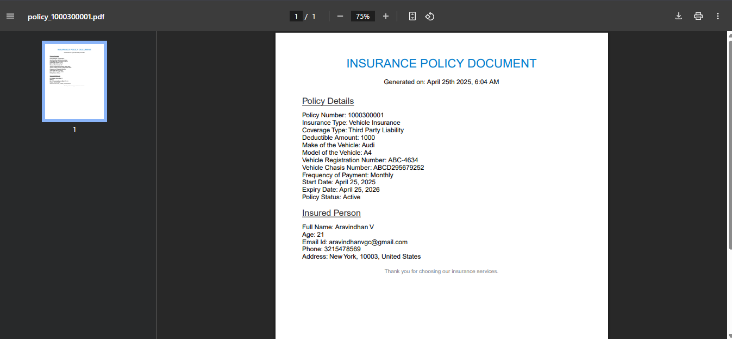 policy_1000300001.pdf
1 / 1
75%
1
INSURANCE POLICY DOCUMENT
Generated on: April 25th 2025, 6:04 AM
Policy Details
Policy Number: 1000300001
Insurance Type: Vehicle Insurance
Coverage Type: Third Party Liability
Deductible Amount: 1000
Make of the Vehicle: Audi
Model of the Vehicle: A4
Vehicle Registration Number: ABC-4634
Vehicle Chasis Number: ABCD295679252
Frequency of Payment: Monthly
Start Date: April 25, 2025
Expiry Date: April 25, 2026
Policy Status: Active
Insured Person
Full Name: Aravindhan V
Age: 21
Email Id: aravindhanvgc@gmail.com
Phone: 3215478569
Address: New York, 10003, United States
Thank you for choosing our insurance services.